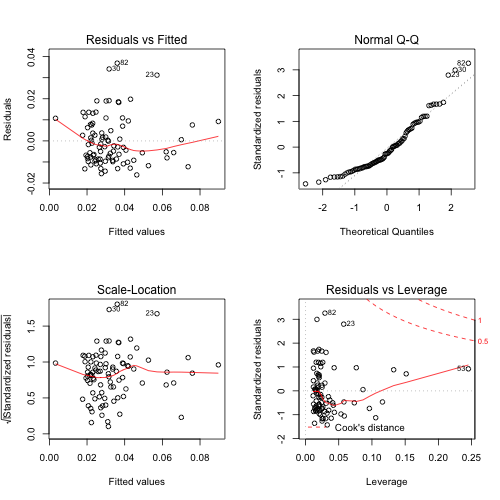 Residuals vs Fitted
Residuals
-0.02 0.00 0.02 0.04
82
30
23
0.00 0.02 0.04 0.06 0.08
Fitted values
Normal Q-Q
Standardized residuals
-1 0 1 2 3
82
30
23
-2 -1 0 1 2
Theoretical Quantiles
Scale-Location
√|Standardized residuals|
0.0 0.5 1.0 1.5
82
30
23
0.00 0.02 0.04 0.06 0.08
Fitted values
Residuals vs Leverage
Standardized residuals
-2 -1 0 1 2 3
82
23
1
0.5
Cook's distance
0.00 0.05 0.10 0.15 0.20 0.25
Leverage